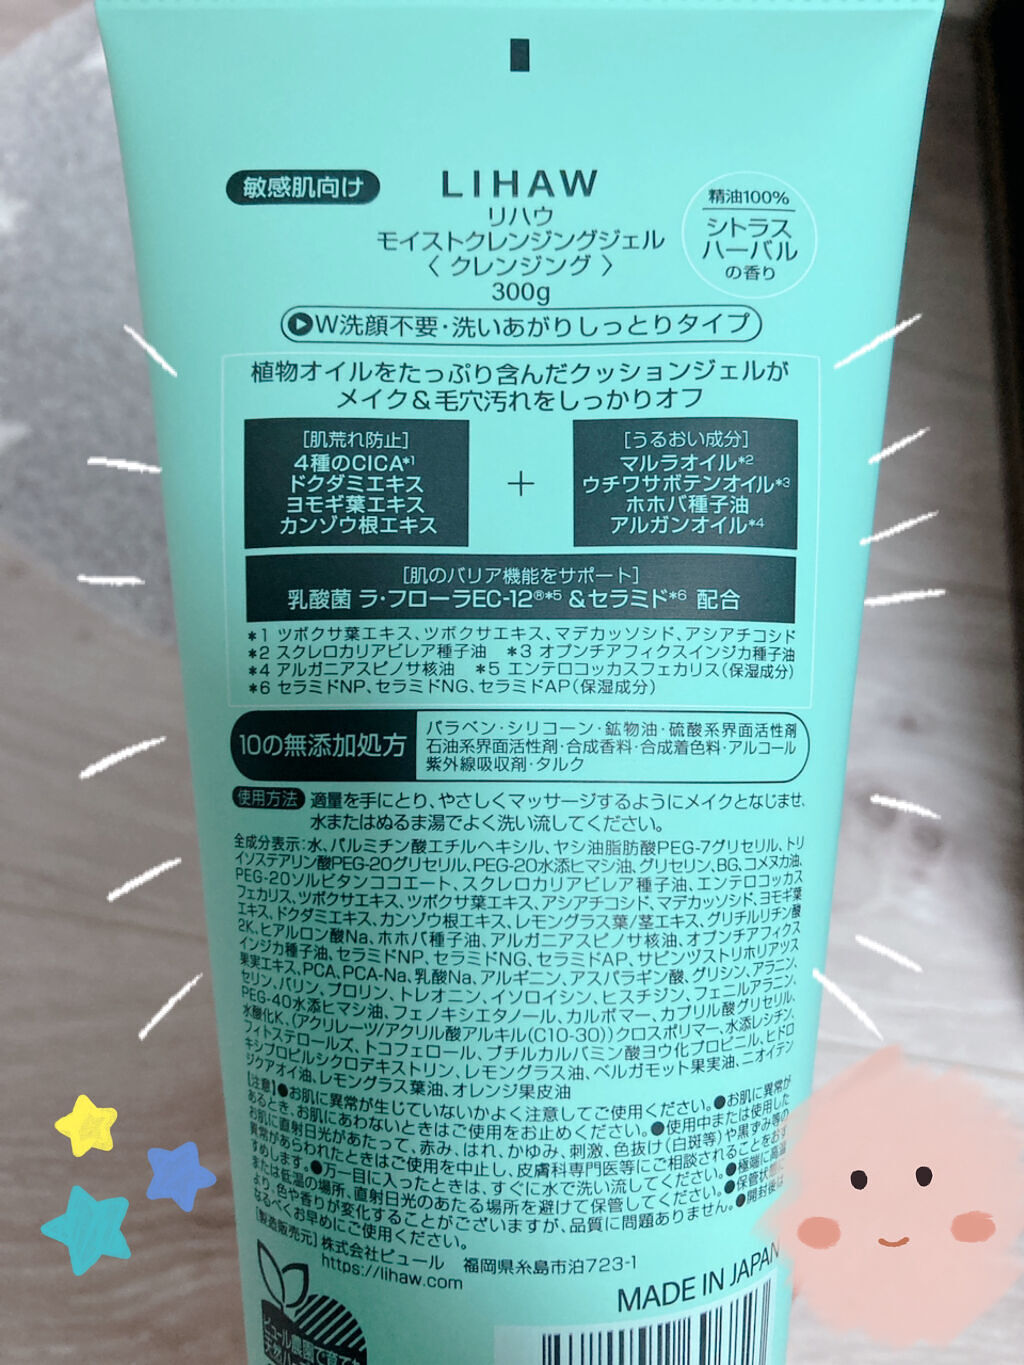 敏感肌向け
LIHAW
リハウ
モイストクレンジングジェル
〈 クレンジング 〉
300g
精油100%
シトラス
ハーバル
の香り
W洗顔不要・洗いあがりしっとりタイプ
植物オイルをたっぷり含んだクッションジェルが
メイク&毛穴汚れをしっかりオフ
[肌荒れ防止]
4種のCICA*1
ドクダミエキス
ヨモギ葉エキス
カンゾウ根エキス
+
[うるおい成分]
マルラオイル*2
ウチワサボテンオイル*3
ホホバ種子油
アルガンオイル*4
[肌のバリア機能をサポート]
乳酸菌 ラ・フローラEC-12®*5 &セラミド*6 配合
*1 ツボクサ葉エキス、ツボクサエキス、マデカッソシド、アシアチコシド
*2 スクレロカリアビレア種子油 *3 オプンチアフィクスインジカ種子油
*4 アルガニアスピノサ核油 *5 エンテロコッカスフェカリス(保湿成分)
*6 セラミドNP、セラミドNG、セラミドAP(保湿成分)
10の無添加処方
パラベン・シリコーン・鉱物油・硫酸系界面活性剤
石油系界面活性剤・合成香料・合成着色料・アルコール
紫外線吸収剤・タルク
使用方法 適量を手にとり、やさしくマッサージするようにメイクとなじませ、
水またはぬるま湯でよく洗い流してください。
全成分表示:水、パルミチン酸エチルヘキシル、ヤシ油脂肪酸PEG-7グリセリル、トリ
イソステアリン酸PEG-20グリセリル、PEG-20水添ヒマシ油、グリセリン、BG、コメヌカ油、
PEG-20ソルビタンココエート、スクレロカリアビレア種子油、エンテロコッカス
フェカリス、ツボクサエキス、ツボクサ葉エキス、アシアチコシド、マデカッソシド、ヨモギ葉
エキス、ドクダミエキス、カンゾウ根エキス、レモングラス葉/茎エキス、グリチルリチン酸
2K、ヒアルロン酸Na、ホホバ種子油、アルガニアスピノサ核油、オプンチアフィクス
インジカ種子油、セラミドNP、セラミドNG、セラミドAP、サピンヅストリホリアツス
果実エキス、PCA、PCA-Na、乳酸Na、アルギニン、アスパラギン酸、グリシン、アラニン、
セリン、バリン、プロリン、トレオニン、イソロイシン、ヒスチジン、フェニルアラニン、
PEG-40水添ヒマシ油、フェノキシエタノール、カルボマー、カプリル酸グリセリル、
水酸化K、(アクリレーツ/アクリル酸アルキル(C10-30))クロスポリマー、水添レシチン、
フィトステロールズ、トコフェロール、ブチルカルバミン酸ヨウ化プロピニル、ヒドロ
キシプロピルシクロデキストリン、レモングラス油、ベルガモット果実油、ニオイテン
ジクアオイ油、レモングラス葉油、オレンジ果皮油
【注意】●お肌に異常が生じていないかよく注意してご使用ください。●お肌に異常が
あるとき、お肌にあわないときはご使用をお止めください。●使用中または使用した
お肌に直射日光があたって、赤み、はれ、かゆみ、刺激、色抜け(白斑等)や黒ずみ等の
異常があらわれたときはご使用を中止し、皮膚科専門医等にご相談されることをおす
すめします。●万一目に入ったときは、すぐに水で洗い流してください。●極端に高温
または低温の場所、直射日光のあたる場所を避けて保管してください。●保管状態に
より、色や香りが変化することがございますが、品質に問題ありません。●開封後は
なるべくお早めにご使用ください。
[製造販売元] 株式会社ピュール 福岡県糸島市泊723-1
https://lihaw.com
MADE IN JAPAN
ピュール農園で育てた